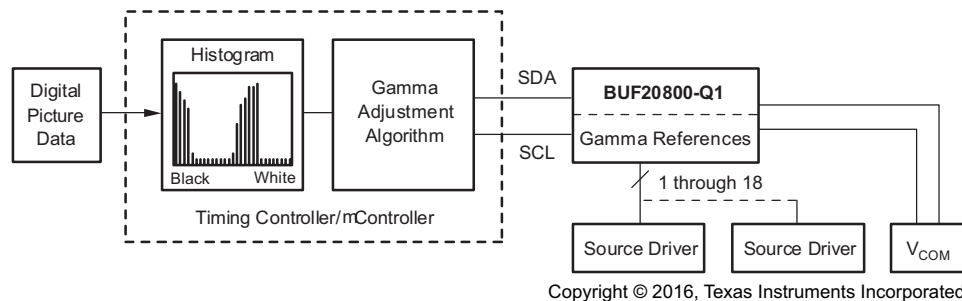 Digital
Picture
Data
Histogram
Black White
Gamma
Adjustment
Algorithm
Timing Controller/mController
SDA
SCL
BUF20800-Q1
Gamma References
1 through 18
Source Driver
Source Driver
VCOM
Copyright © 2016, Texas Instruments Incorporated